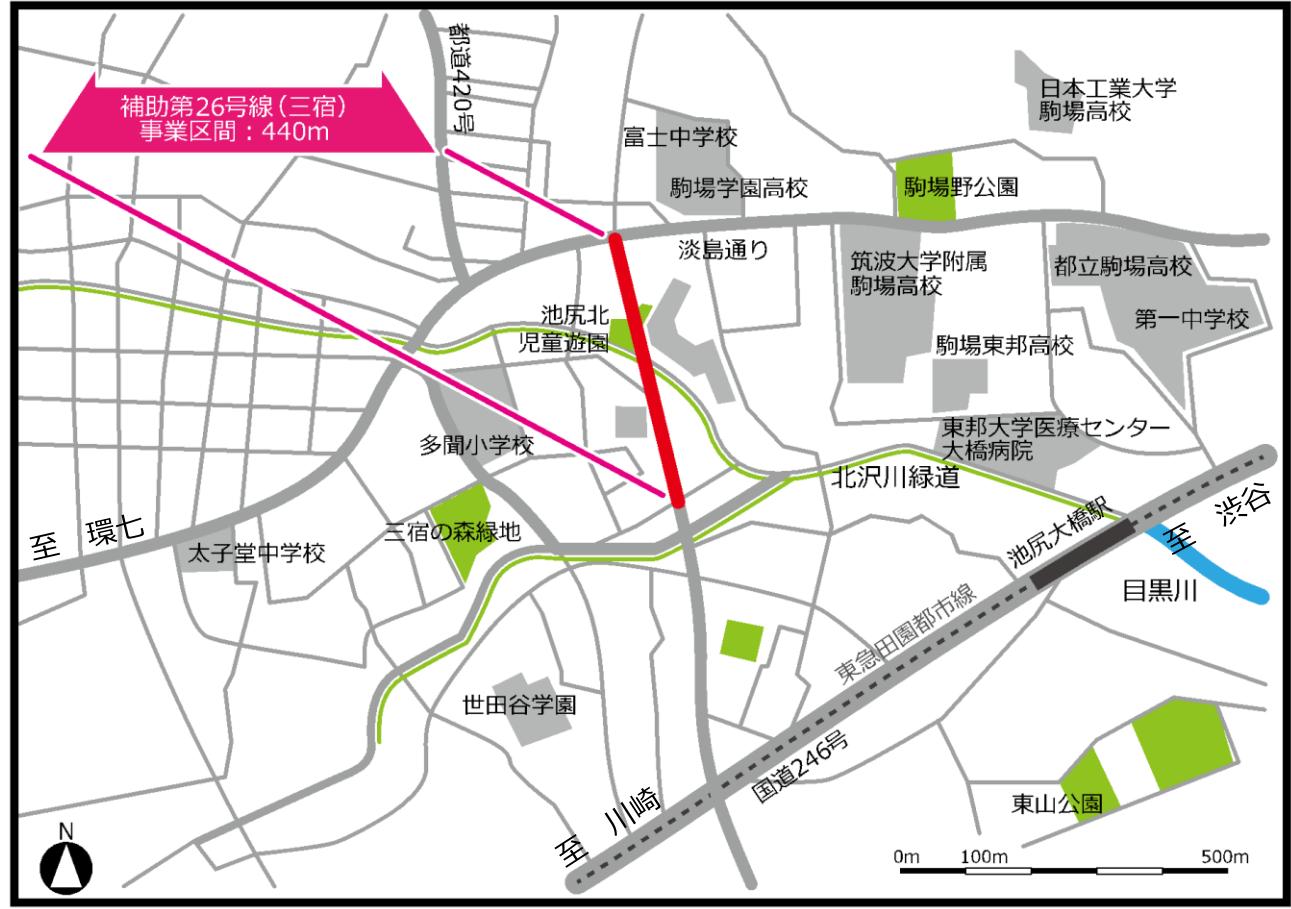 都道420号
補助第26号線（三宿）
事業区間：440m
日本工業大学
駒場高校
富士中学校
駒場学園高校
駒場野公園
淡島通り
筑波大学附属
駒場高校
都立駒場高校
第一中学校
池尻北
児童遊園
駒場東邦高校
多聞小学校
東邦大学医療センター
大橋病院
北沢川緑道
至 環七
太子堂中学校
三宿の森緑地
池尻大橋駅
至 渋谷
目黒川
東急田園都市線
世田谷学園
国道246号
至 川崎
東山公園
N
0m 100m 500m